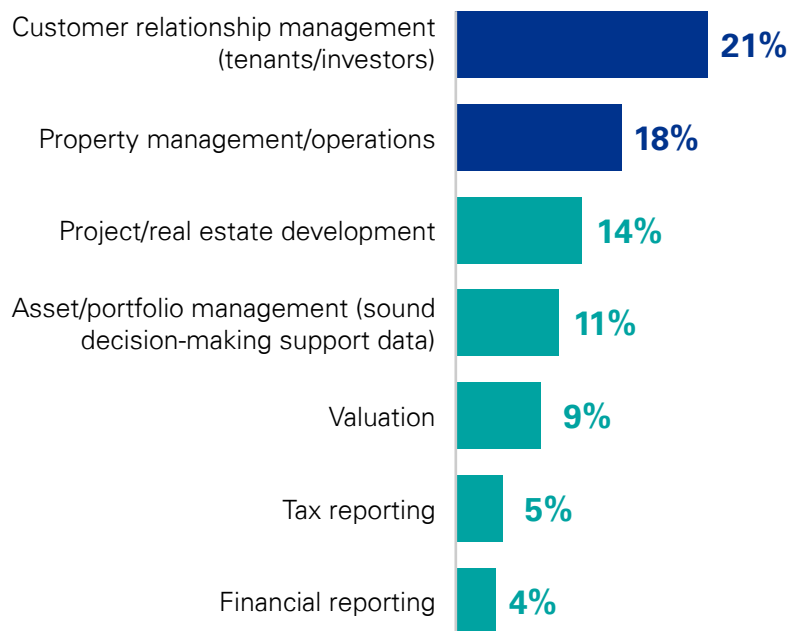 Customer relationship management
(tenants/investors)
21%
Property management/operations
18%
Project/real estate development
14%
Asset/portfolio management (sound
decision-making support data)
11%
Valuation
9%
Tax reporting
5%
Financial reporting
4%